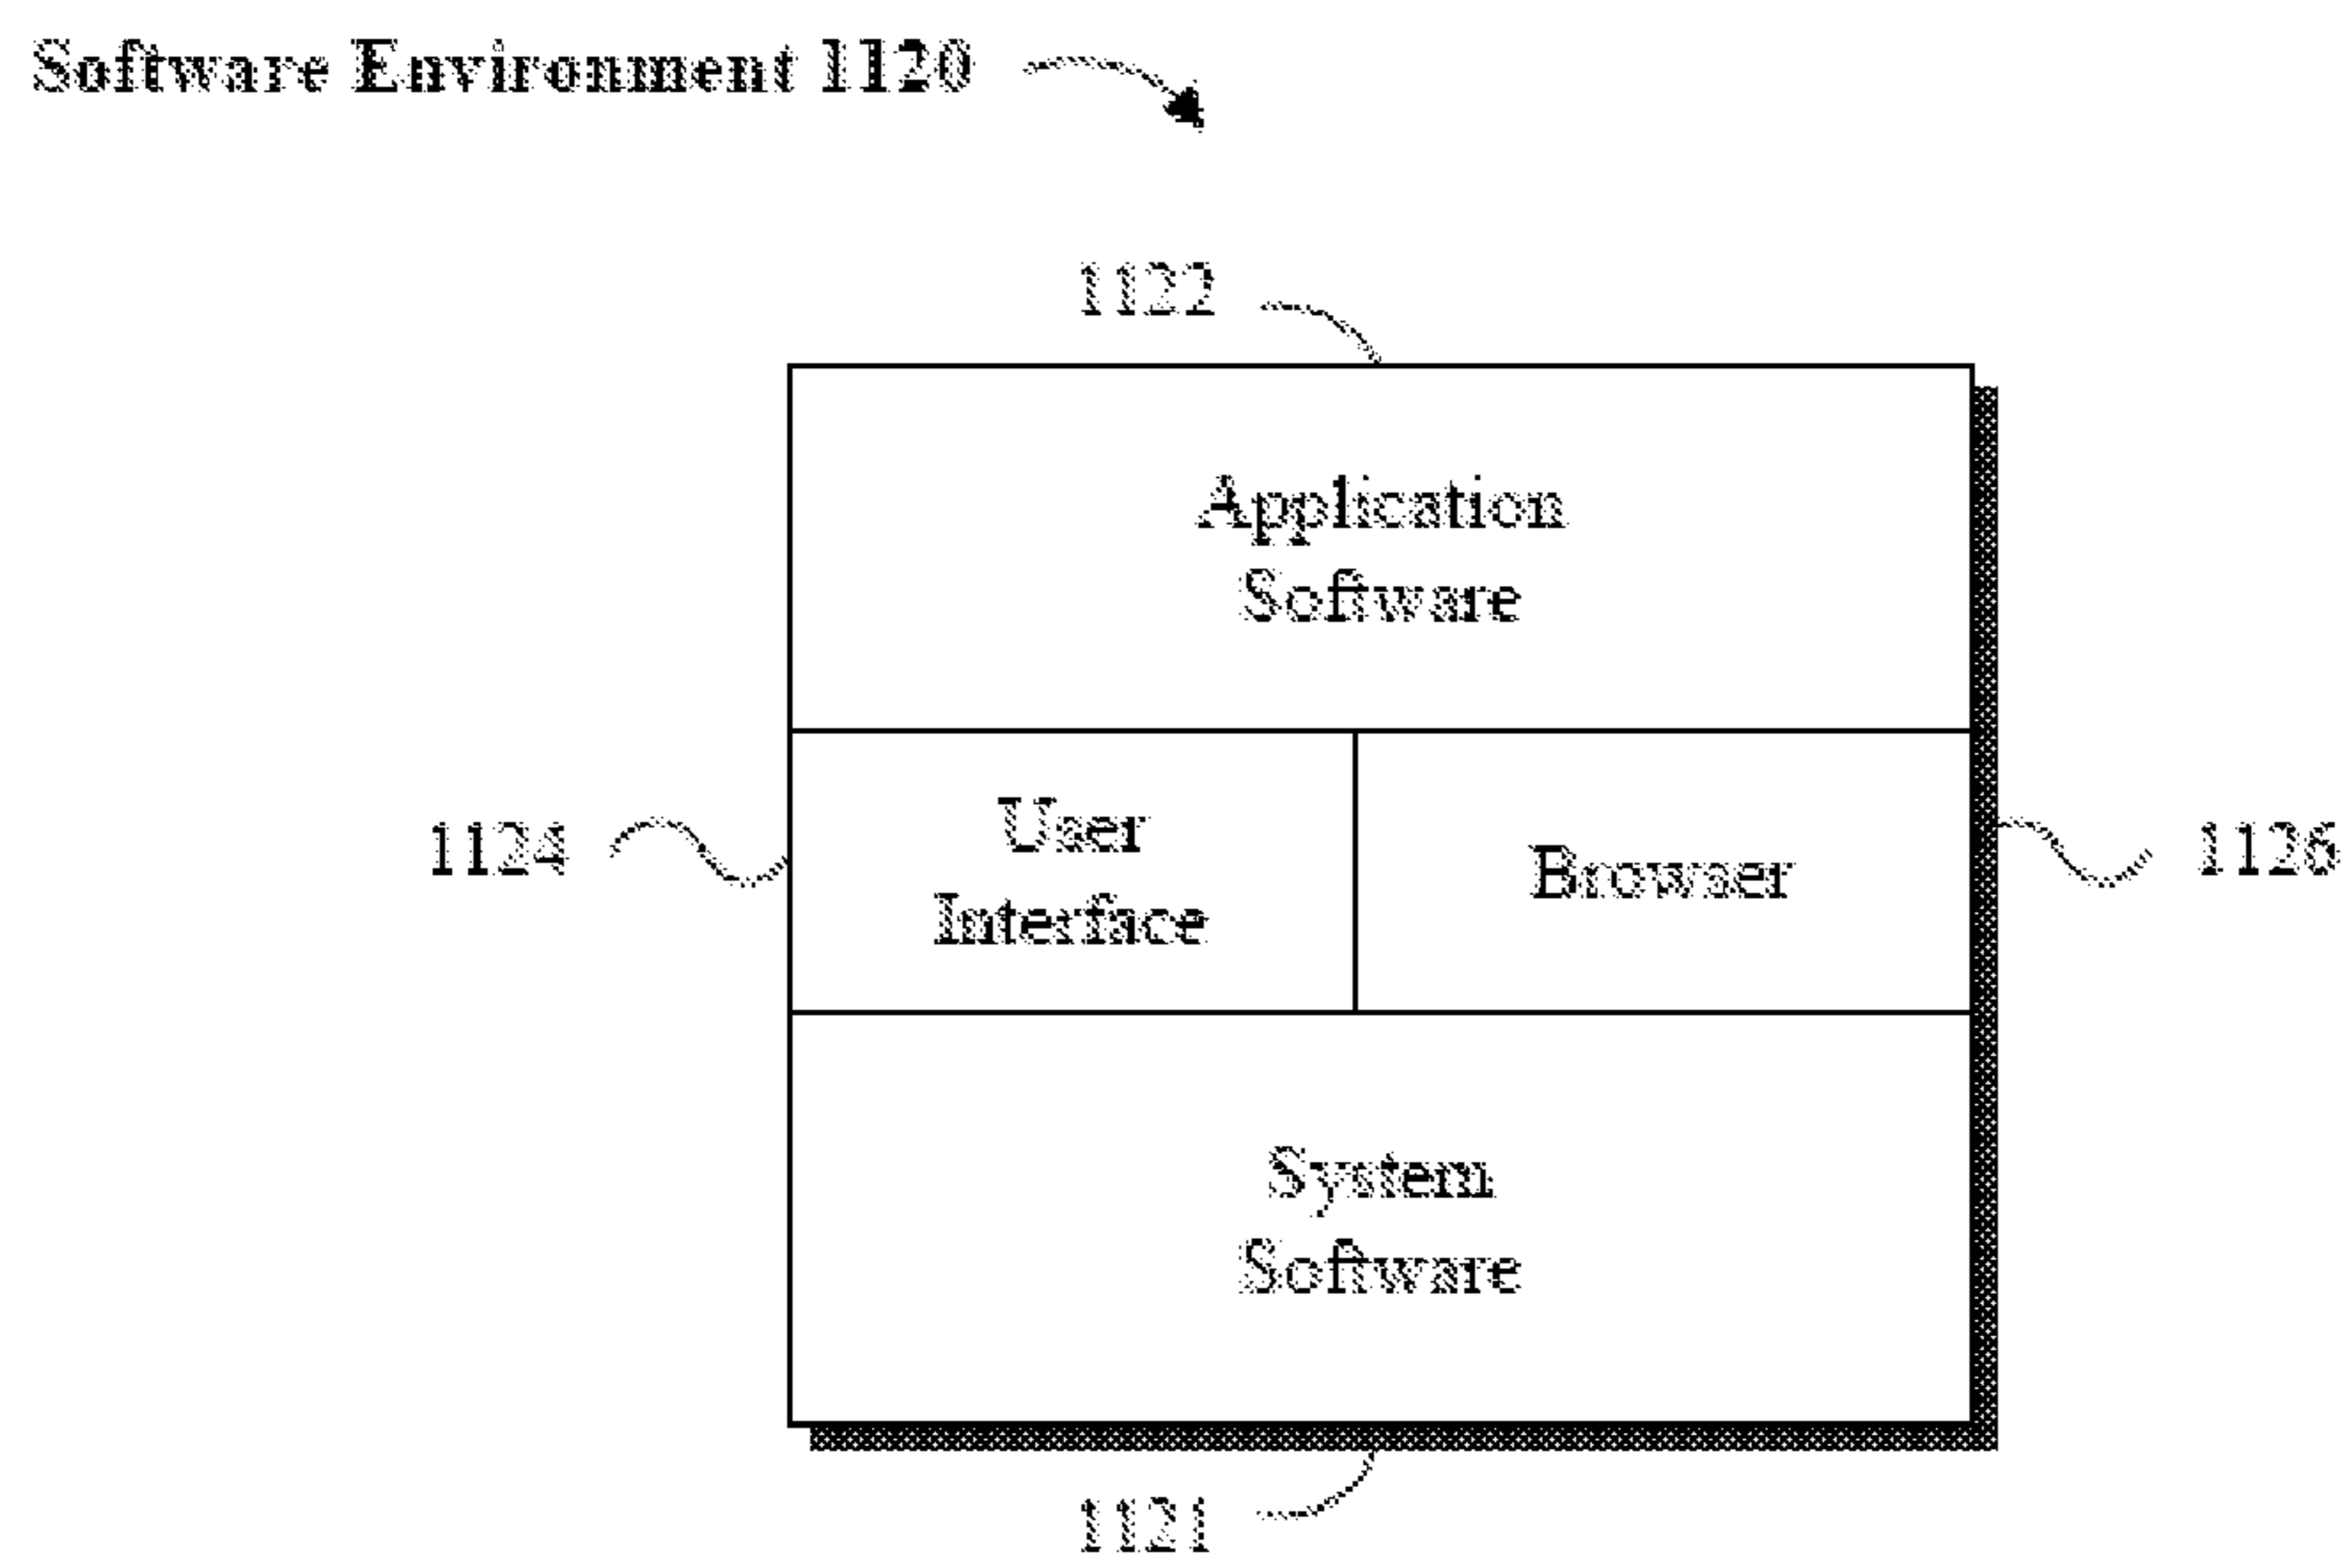 Software Environment 1120
1122
Application
Software
1124
User
Interface
Browser
1126
System
Software
1121